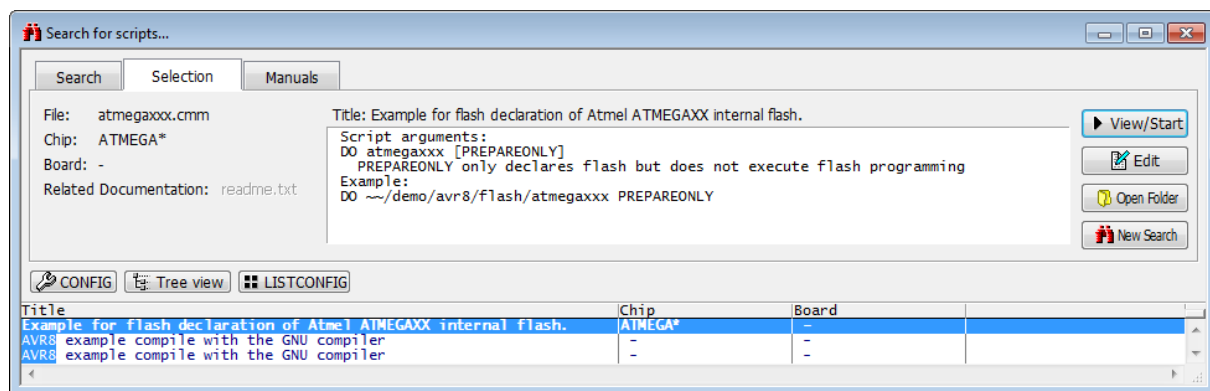 Search for scripts...
Search Selection Manuals
File: atmegaxxx.cmm
Chip: ATMEGA*
Board: -
Related Documentation: readme.txt
Title: Example for flash declaration of Atmel ATMEGAXX internal flash.
Script arguments:
DO atmegaxxx [PREPAREONLY]
PREPAREONLY only declares flash but does not execute flash programming
Example:
DO ~~/demo/avr8/flash/atmegaxxx PREPAREONLY
View/Start
Edit
Open Folder
New Search
CONFIG Tree view LISTCONFIG
Title Chip Board
Example for flash declaration of Atmel ATMEGAXX internal flash. ATMEGA* -
AVR8 example compile with the GNU compiler - -
AVR8 example compile with the GNU compiler - -